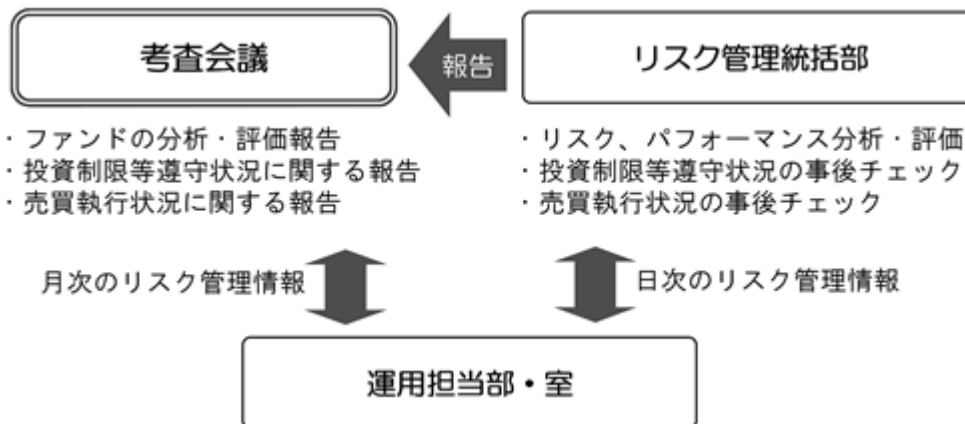 考査会議
報告
リスク管理統括部
・ファンドの分析・評価報告
・投資制限等遵守状況に関する報告
・売買執行状況に関する報告
・リスク、パフォーマンス分析・評価
・投資制限等遵守状況の事後チェック
・売買執行状況の事後チェック
月次のリスク管理情報
日次のリスク管理情報
運用担当部・室